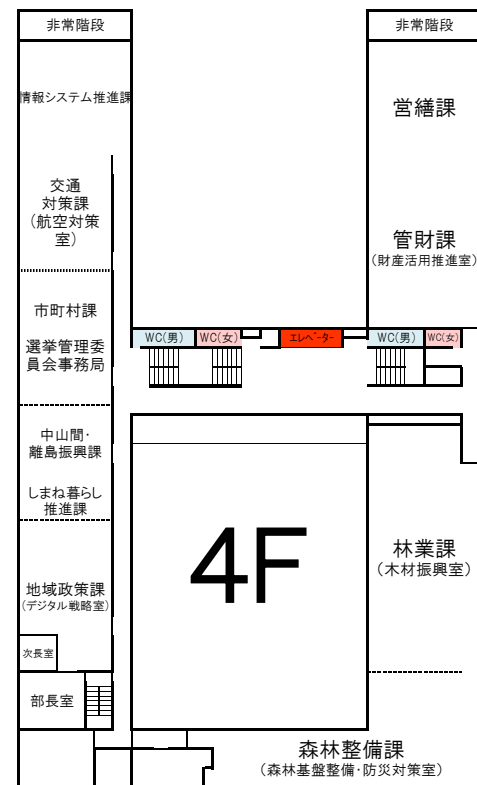 非常階段
情報システム推進課
交通
対策課
(航空対策
室)
市町村課
選挙管理委
員会事務局
中山間・
離島振興課
しまね暮らし
推進課
地域政策課
(デジタル戦略室)
次長室
部長室
WC(男)
WC(女)
エレベーター
4F
非常階段
営繕課
管財課
(財産活用推進室)
WC(男)
WC(女)
林業課
(木材振興室)
森林整備課
(森林基盤整備・防災対策室)